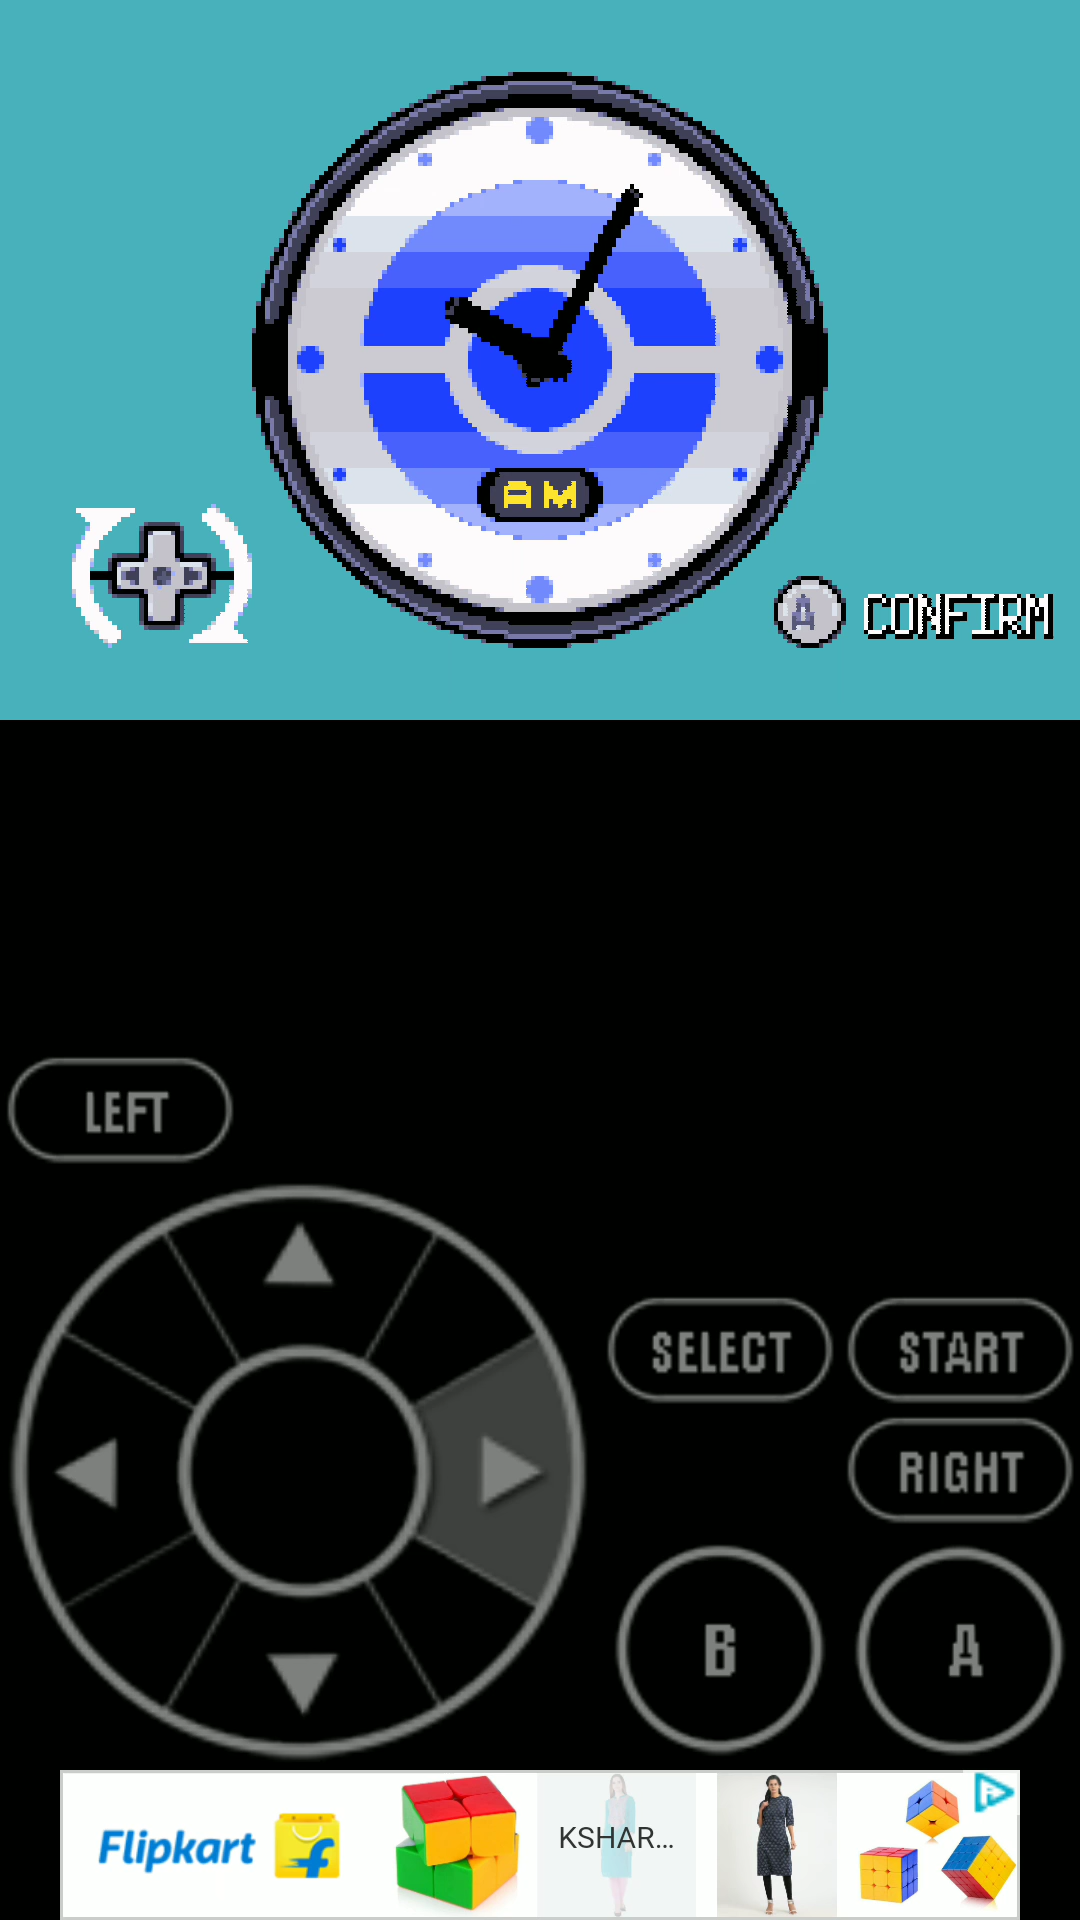 AM
A CONFIRM
LEFT
SELECT START
RIGHT
B A
Flipkart
KSHAR...